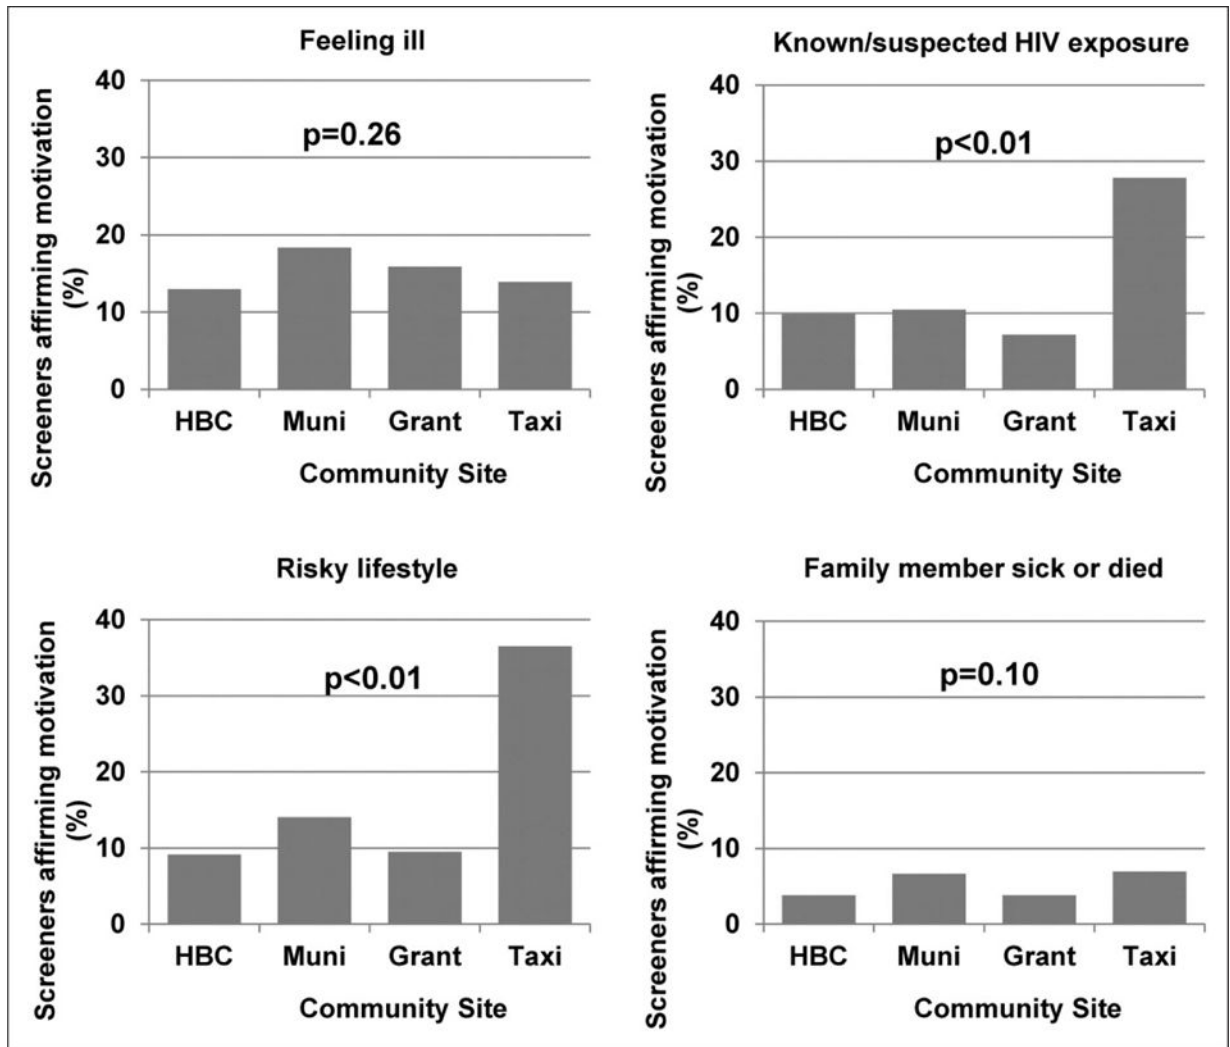 Feeling ill
Screeners affirming motivation
(%)
40
30
20
10
0
p=0.26
HBC Muni Grant Taxi
Community Site
Known/suspected HIV exposure
Screeners affirming motivation
(%)
40
30
20
10
0
p<0.01
HBC Muni Grant Taxi
Community Site
Risky lifestyle
Screeners affirming motivation
(%)
40
30
20
10
0
p<0.01
HBC Muni Grant Taxi
Community Site
Family member sick or died
Screeners affirming motivation
(%)
40
30
20
10
0
p=0.10
HBC Muni Grant Taxi
Community Site